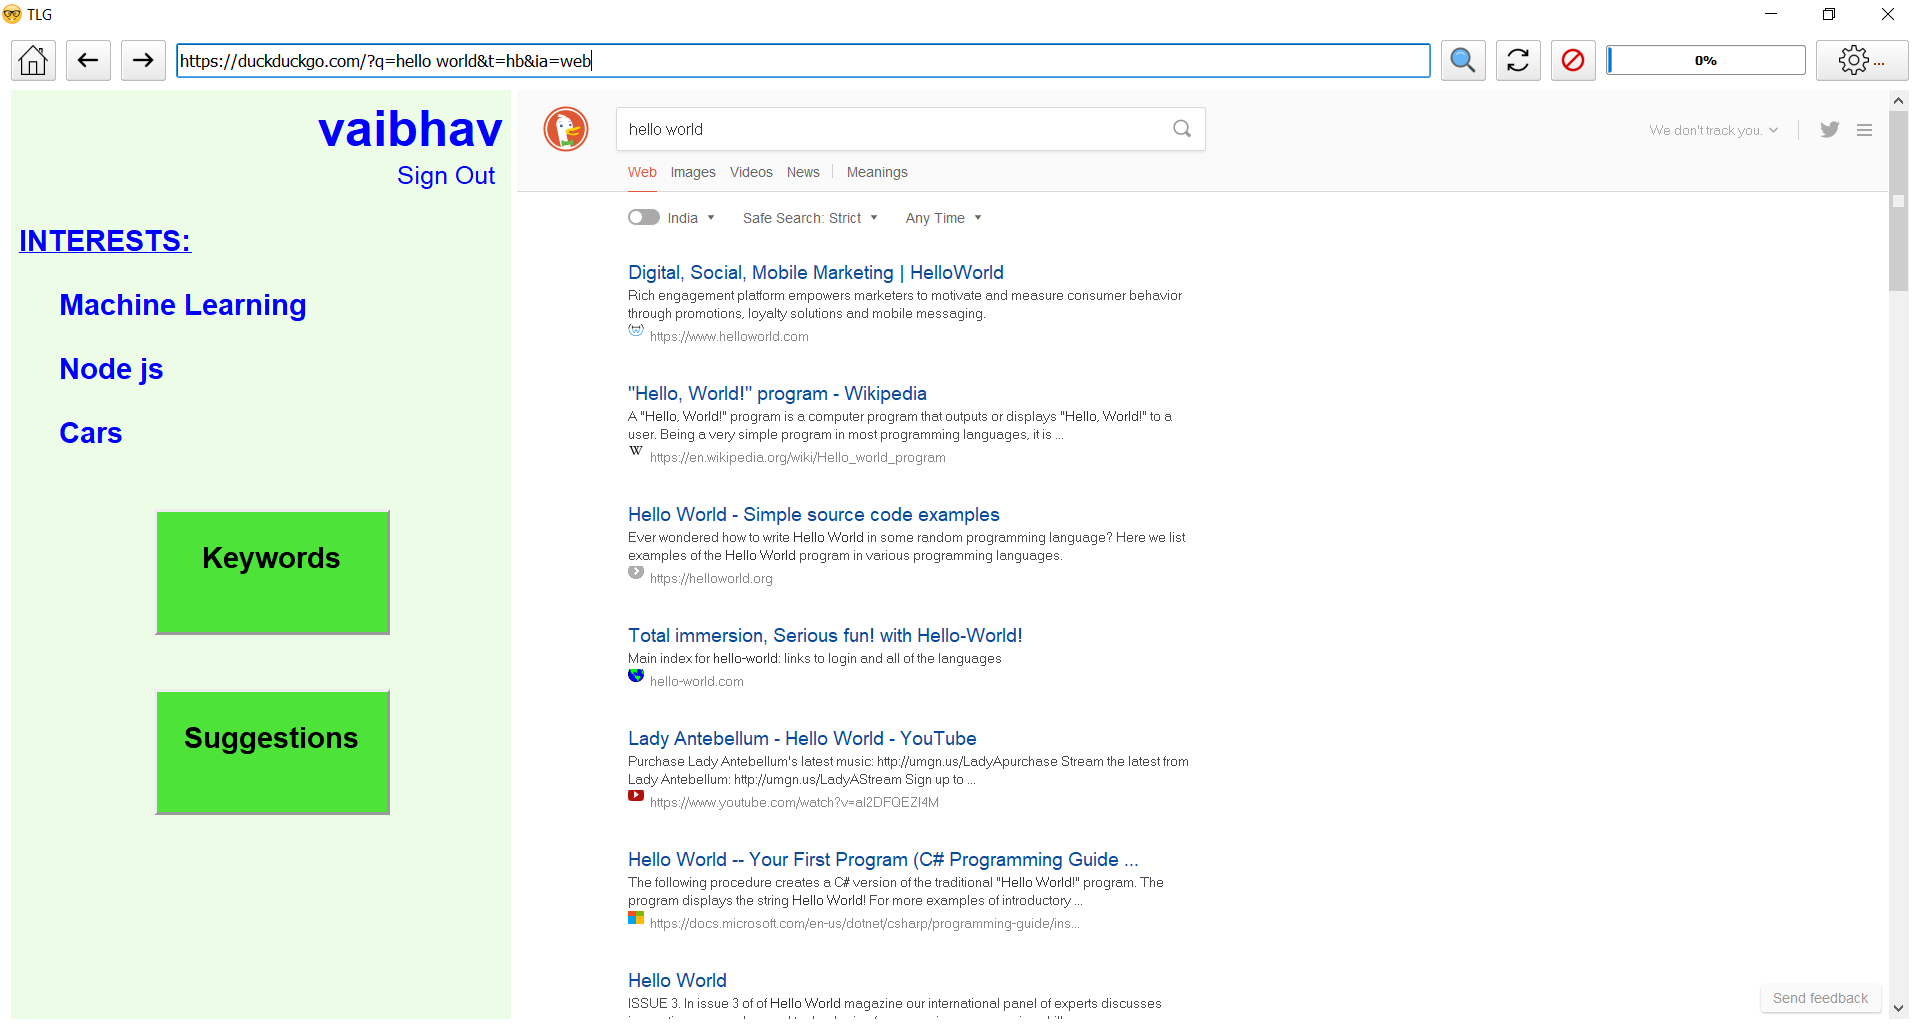 TLG
https://duckduckgo.com/?q=hello world&t=hb&ia=web
0%
...
vaibhav
Sign Out
INTERESTS:
Machine Learning
Node js
Cars
Keywords
Suggestions
hello world
We don't track you.
Web Images Videos News Meanings
India Safe Search: Strict Any Time
Digital, Social, Mobile Marketing | HelloWorld
Rich engagement platform empowers marketers to motivate and measure consumer behavior
through promotions, loyalty solutions and mobile messaging.
https://www.helloworld.com
"Hello, World!" program - Wikipedia
A "Hello, World!" program is a computer program that outputs or displays "Hello, World!" to a
user. Being a very simple program in most programming languages, it is ...
W https://en.wikipedia.org/wiki/Hello_world_program
Hello World - Simple source code examples
Ever wondered how to write Hello World in some random programming language? Here we list
examples of the Hello World program in various programming languages.
https://helloworld.org
Total immersion, Serious fun! with Hello-World!
Main index for hello-world: links to login and all of the languages
hello-world.com
Lady Antebellum - Hello World - YouTube
Purchase Lady Antebellum's latest music: http://umgn.us/LadyApurchase Stream the latest from
Lady Antebellum: http://umgn.us/LadyAStream Sign up to ...
https://www.youtube.com/watch?v=al2DFQEZl4M
Hello World -- Your First Program (C# Programming Guide ...
The following procedure creates a C# version of the traditional "Hello World!" program. The
program displays the string Hello World! For more examples of introductory ...
https://docs.microsoft.com/en-us/dotnet/csharp/programming-guide/ins...
Hello World
ISSUE 3. In issue 3 of of Hello World magazine our international panel of experts discusses
Send feedback